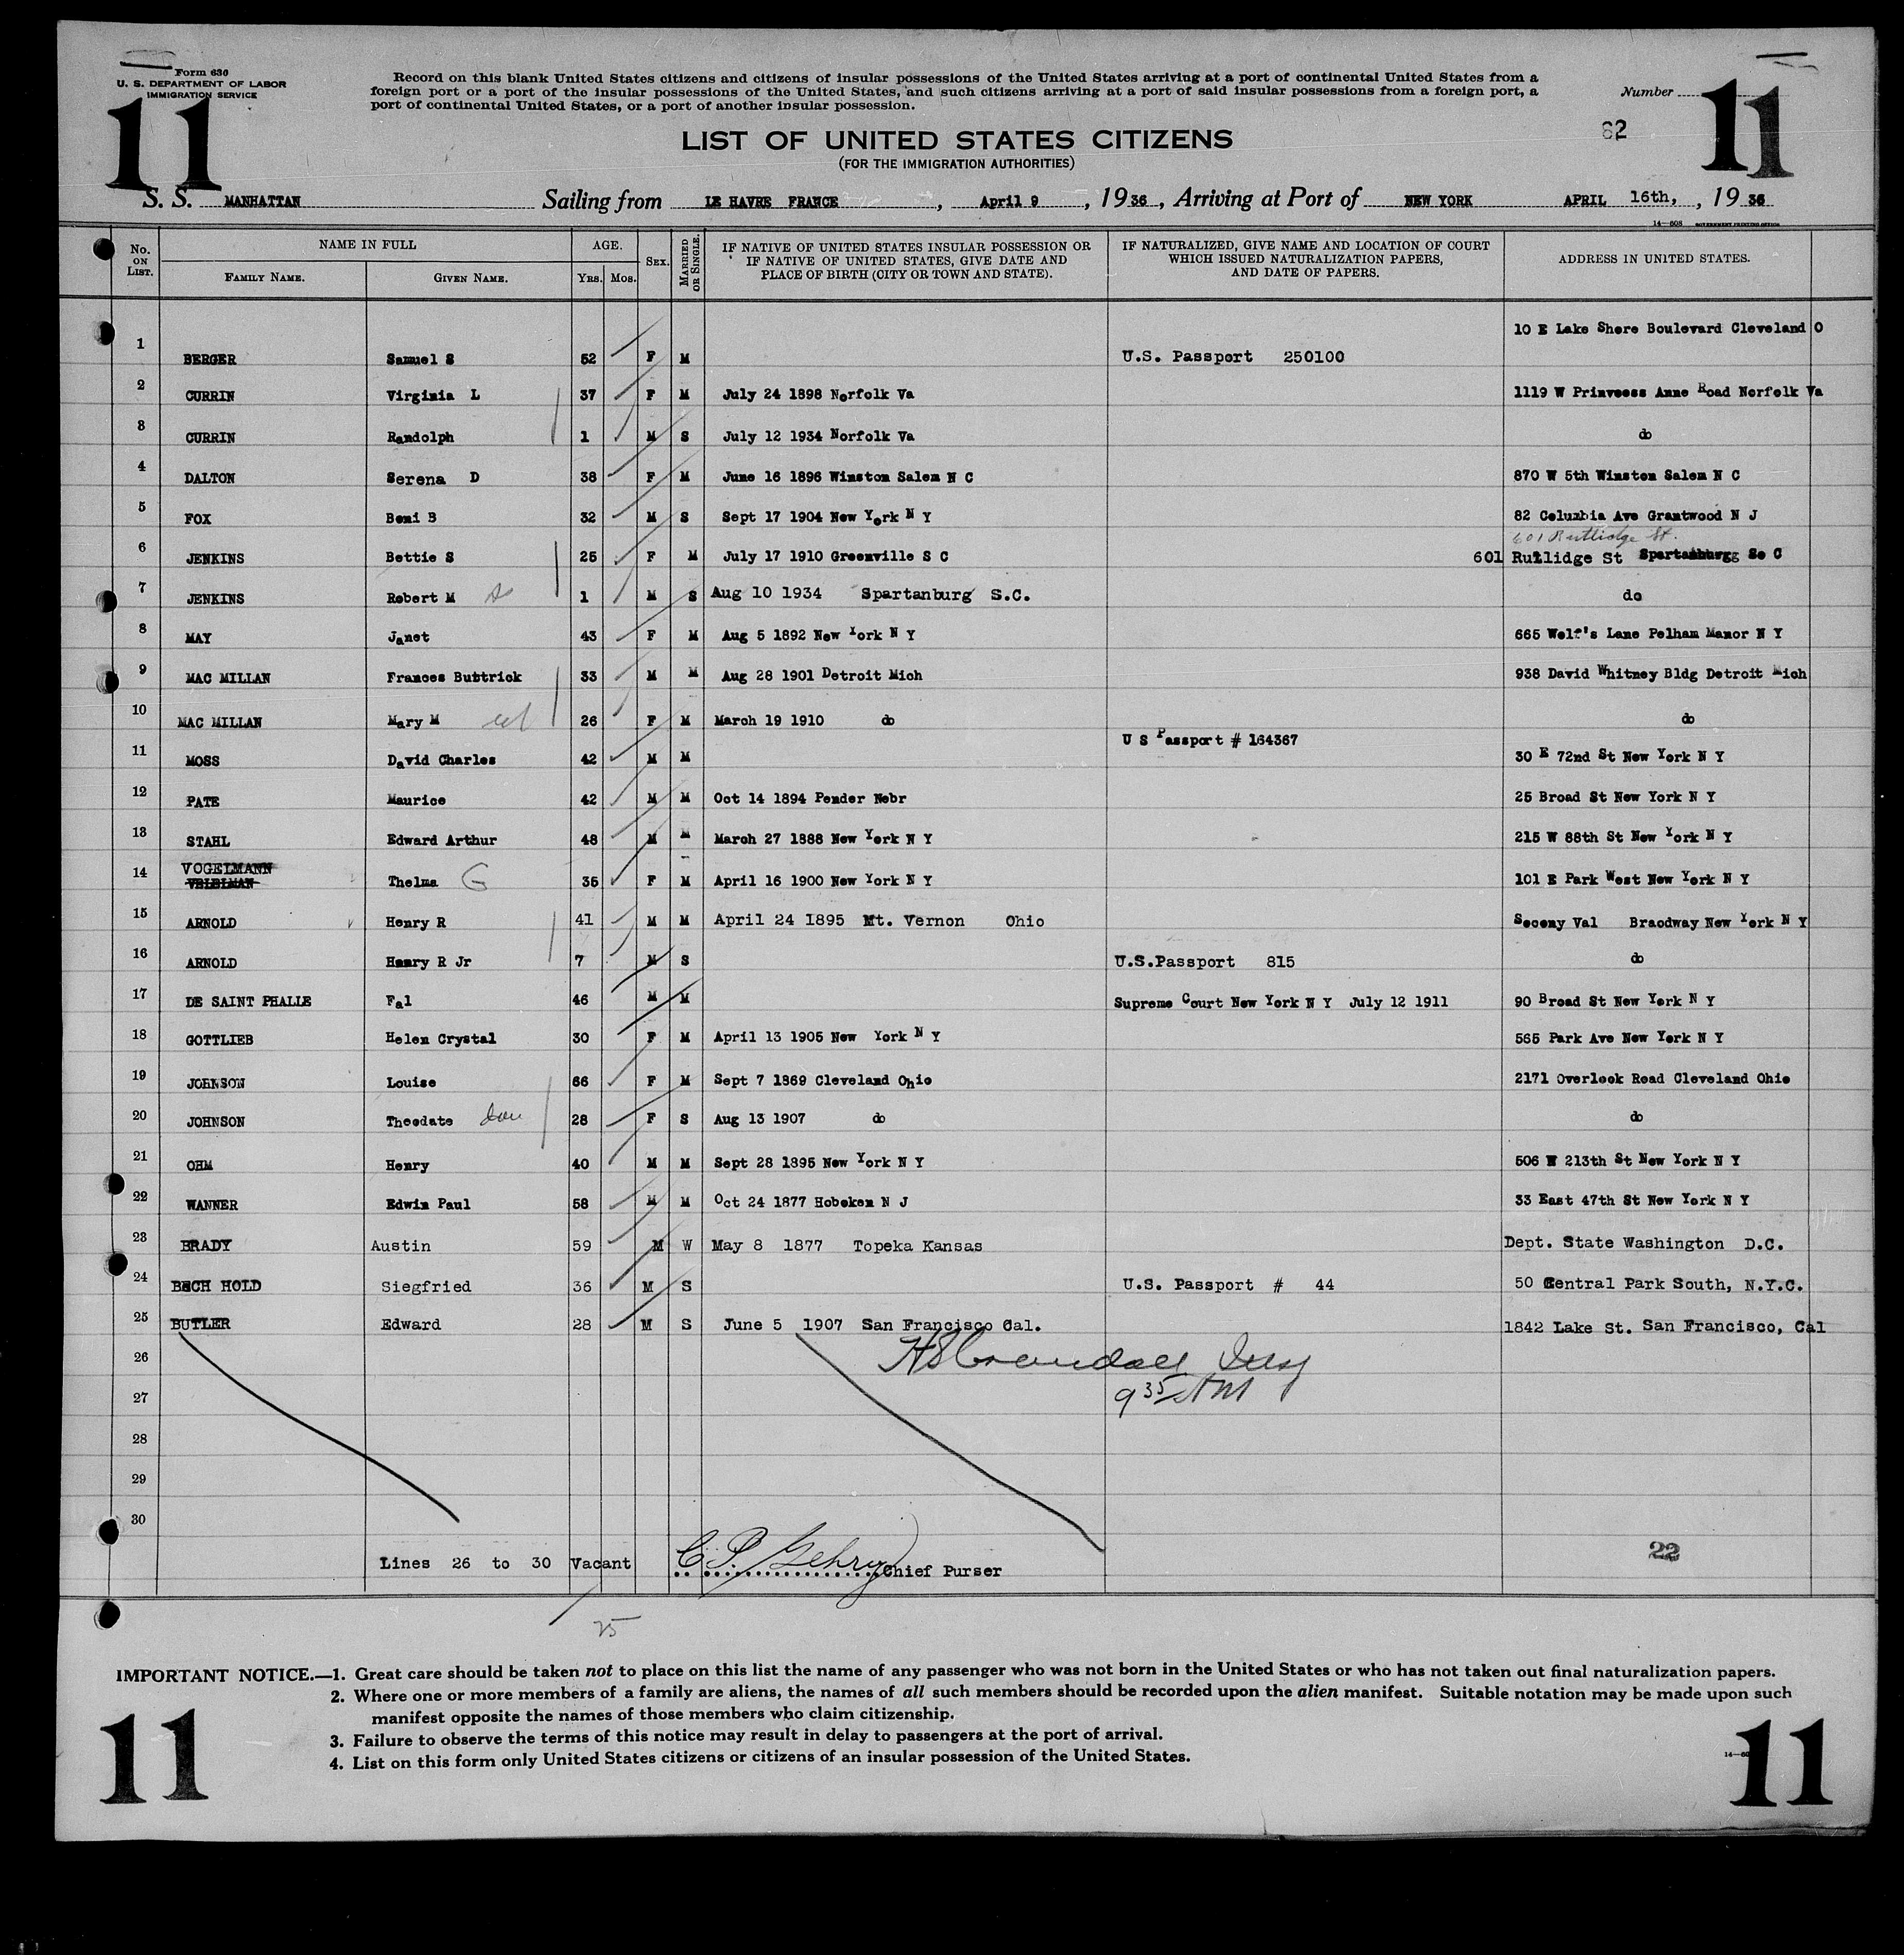 Form 630
U. S. DEPARTMENT OF LABOR
IMMIGRATION SERVICE
Record on this blank United States citizens and citizens of insular possessions of the United States arriving at a port of continental United States from a
foreign port or a port of the insular possessions of the United States, and such citizens arriving at a port of said insular possessions from a foreign port, a
port of continental United States, or a port of another insular possession.
Number
11
11
62
LIST OF UNITED STATES CITIZENS
(FOR THE IMMIGRATION AUTHORITIES)
S. S. MANHATTAN Sailing from LE HAVRE FRANCE , April 9 , 1936 , Arriving at Port of NEW YORK APRIL 16th, , 1936
14—608 GOVERNMENT PRINTING OFFICE
No. ON LIST. NAME IN FULL FAMILY NAME. GIVEN NAME. AGE. YRS. MOS. SEX. MARRIED OR SINGLE. IF NATIVE OF UNITED STATES INSULAR POSSESSION OR IF NATIVE OF UNITED STATES, GIVE DATE AND PLACE OF BIRTH (CITY OR TOWN AND STATE). IF NATURALIZED, GIVE NAME AND LOCATION OF COURT WHICH ISSUED NATURALIZATION PAPERS, AND DATE OF PAPERS. ADDRESS IN UNITED STATES.
1 BERGER Samuel S 52 F M U.S. Passport 250100 10 E Lake Shore Boulevard Cleveland O
2 CURRIN Virginia L 37 F M July 24 1898 Norfolk Va 1119 W Prinveess Anne Road Norfolk Va
3 CURRIN Randolph 1 M S July 12 1934 Norfolk Va do
4 DALTON Serena D 38 F M June 16 1896 Winston Salem N C 870 W 5th Winston Salem N C
5 FOX Beni B 32 M S Sept 17 1904 New York N Y 82 Columbia Ave Grantwood N J
601 Rutlidge St.
6 JENKINS Bettie S 25 F M July 17 1910 Greenville S C 601 Rutlidge St Spartanburgg So C
7 JENKINS Robert M 1 M S Aug 10 1934 Spartanburg S.C. do
8 MAY Janet 43 F M Aug 5 1892 New York N Y 665 Wolf's Lane Pelham Manor N Y
9 MAC MILLAN Frances Buttrick 33 M M Aug 28 1901 Detroit Mich 938 David Whitney Bldg Detroit Mich
10 MAC MILLAN Mary M 26 F M March 19 1910 do do
11 MOSS David Charles 42 M M U S Passport # 164367 30 E 72nd St New York N Y
12 PATE Maurice 42 M M Oct 14 1894 Pender Nebr 25 Broad St New York N Y
13 STAHL Edward Arthur 48 M M March 27 1888 New York N Y 215 W 88th St New York N Y
14 VOGELMANN Thelma G 35 F M April 16 1900 New York N Y 101 E Park West New York N Y
15 ARNOLD Henry R 41 M M April 24 1895 Mt. Vernon Ohio Socony Val Braodway New York N Y
16 ARNOLD Henry R Jr 7 M S U.S.Passport 815 do
17 DE SAINT PHALLE Fal 46 M M Supreme Court New York N Y July 12 1911 90 Broad St New York N Y
18 GOTTLIEB Helen Crystal 30 F M April 13 1905 New York N Y 565 Park Ave New York N Y
19 JOHNSON Louise 66 F M Sept 7 1869 Cleveland Ohio 2171 Overlook Road Cleveland Ohio
20 JOHNSON Theodate dau 28 F S Aug 13 1907 do do
21 OHM Henry 40 M M Sept 28 1895 New York N Y 506 W 213th St New York N Y
22 WANNER Edwin Paul 58 M M Oct 24 1877 Hoboken N J 33 East 47th St New York N Y
23 BRADY Austin 59 M W May 8 1877 Topeka Kansas Dept. State Washington D.C.
24 BECH HOLD Siegfried 36 M S U.S. Passport # 44 50 Central Park South, N.Y.C.
25 BUTLER Edward 28 M S June 5 1907 San Francisco Cal. 1842 Lake St. San Francisco, Cal
26 HS Crandall
27 9 35 AM
28
29
30
22
Lines 26 to 30 Vacant C. P. Gehry Chief Purser
25
IMPORTANT NOTICE.—1. Great care should be taken not to place on this list the name of any passenger who was not born in the United States or who has not taken out final naturalization papers.
2. Where one or more members of a family are aliens, the names of all such members should be recorded upon the alien manifest. Suitable notation may be made upon such
manifest opposite the names of those members who claim citizenship.
3. Failure to observe the terms of this notice may result in delay to passengers at the port of arrival.
4. List on this form only United States citizens or citizens of an insular possession of the United States.
11
11